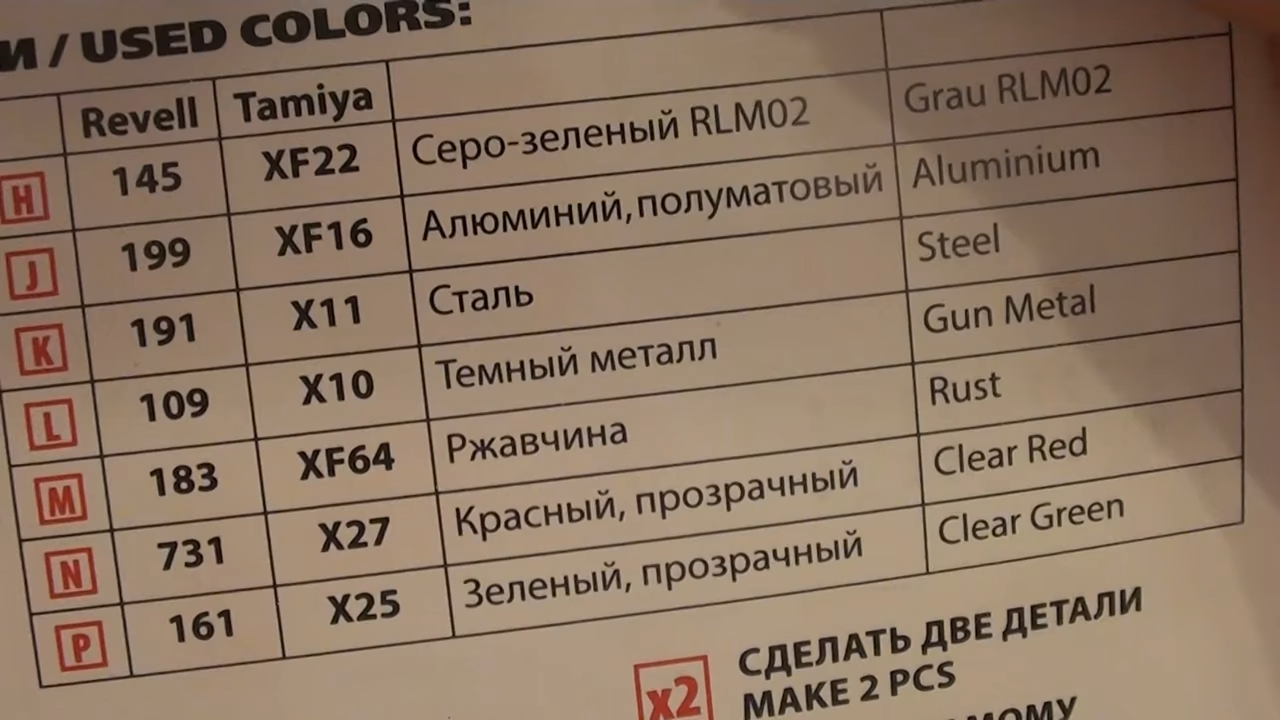 И / USED COLORS:
Revell Tamiya
H 145 XF22 Серо-зеленый RLM02 Grau RLM02
J 199 XF16 Алюминий, полуматовый Aluminium
K 191 X11 Сталь Steel
L 109 X10 Темный металл Gun Metal
M 183 XF64 Ржавчина Rust
N 731 X27 Красный, прозрачный Clear Red
P 161 X25 Зеленый, прозрачный Clear Green
x2 СДЕЛАТЬ ДВЕ ДЕТАЛИ
MAKE 2 PCS